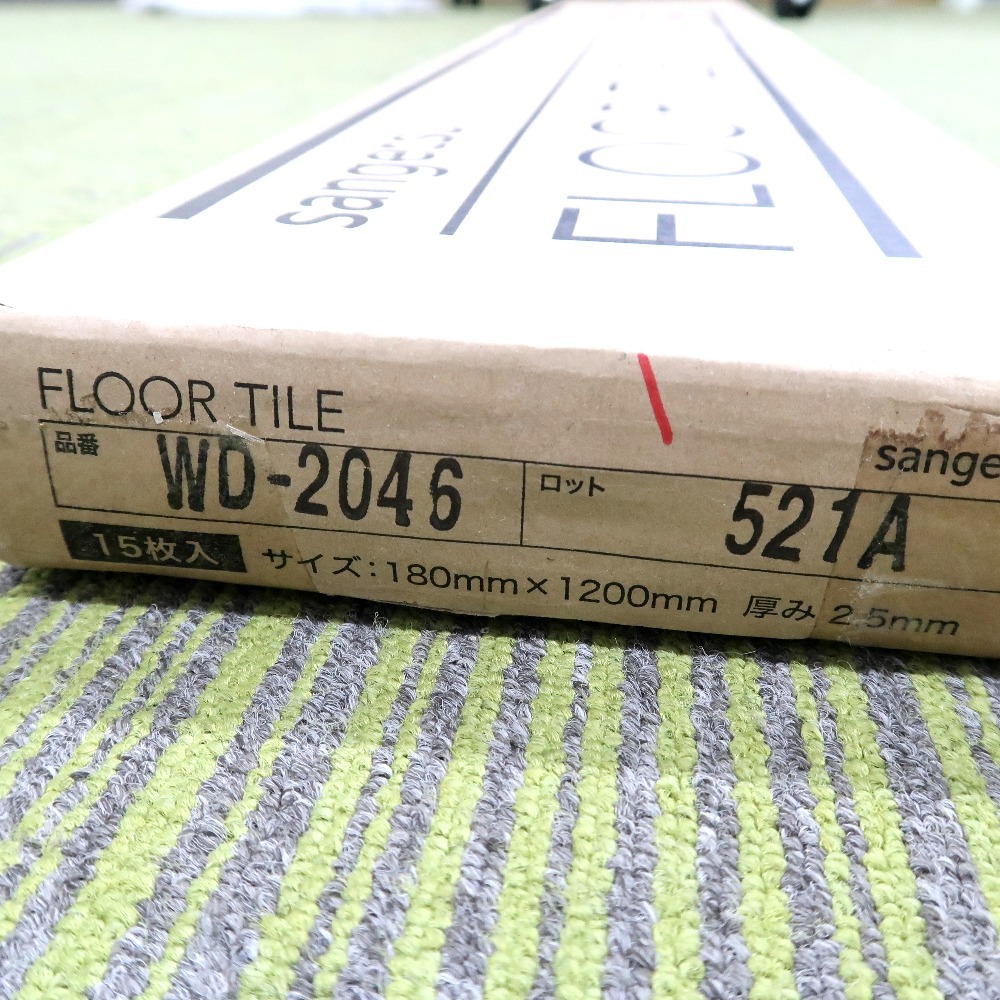 sangetsu
FLOOR
FLOOR TILE
sange
品番 WD-2046 ロット 521A
15枚入 サイズ:180mm×1200mm 厚み 2.5mm